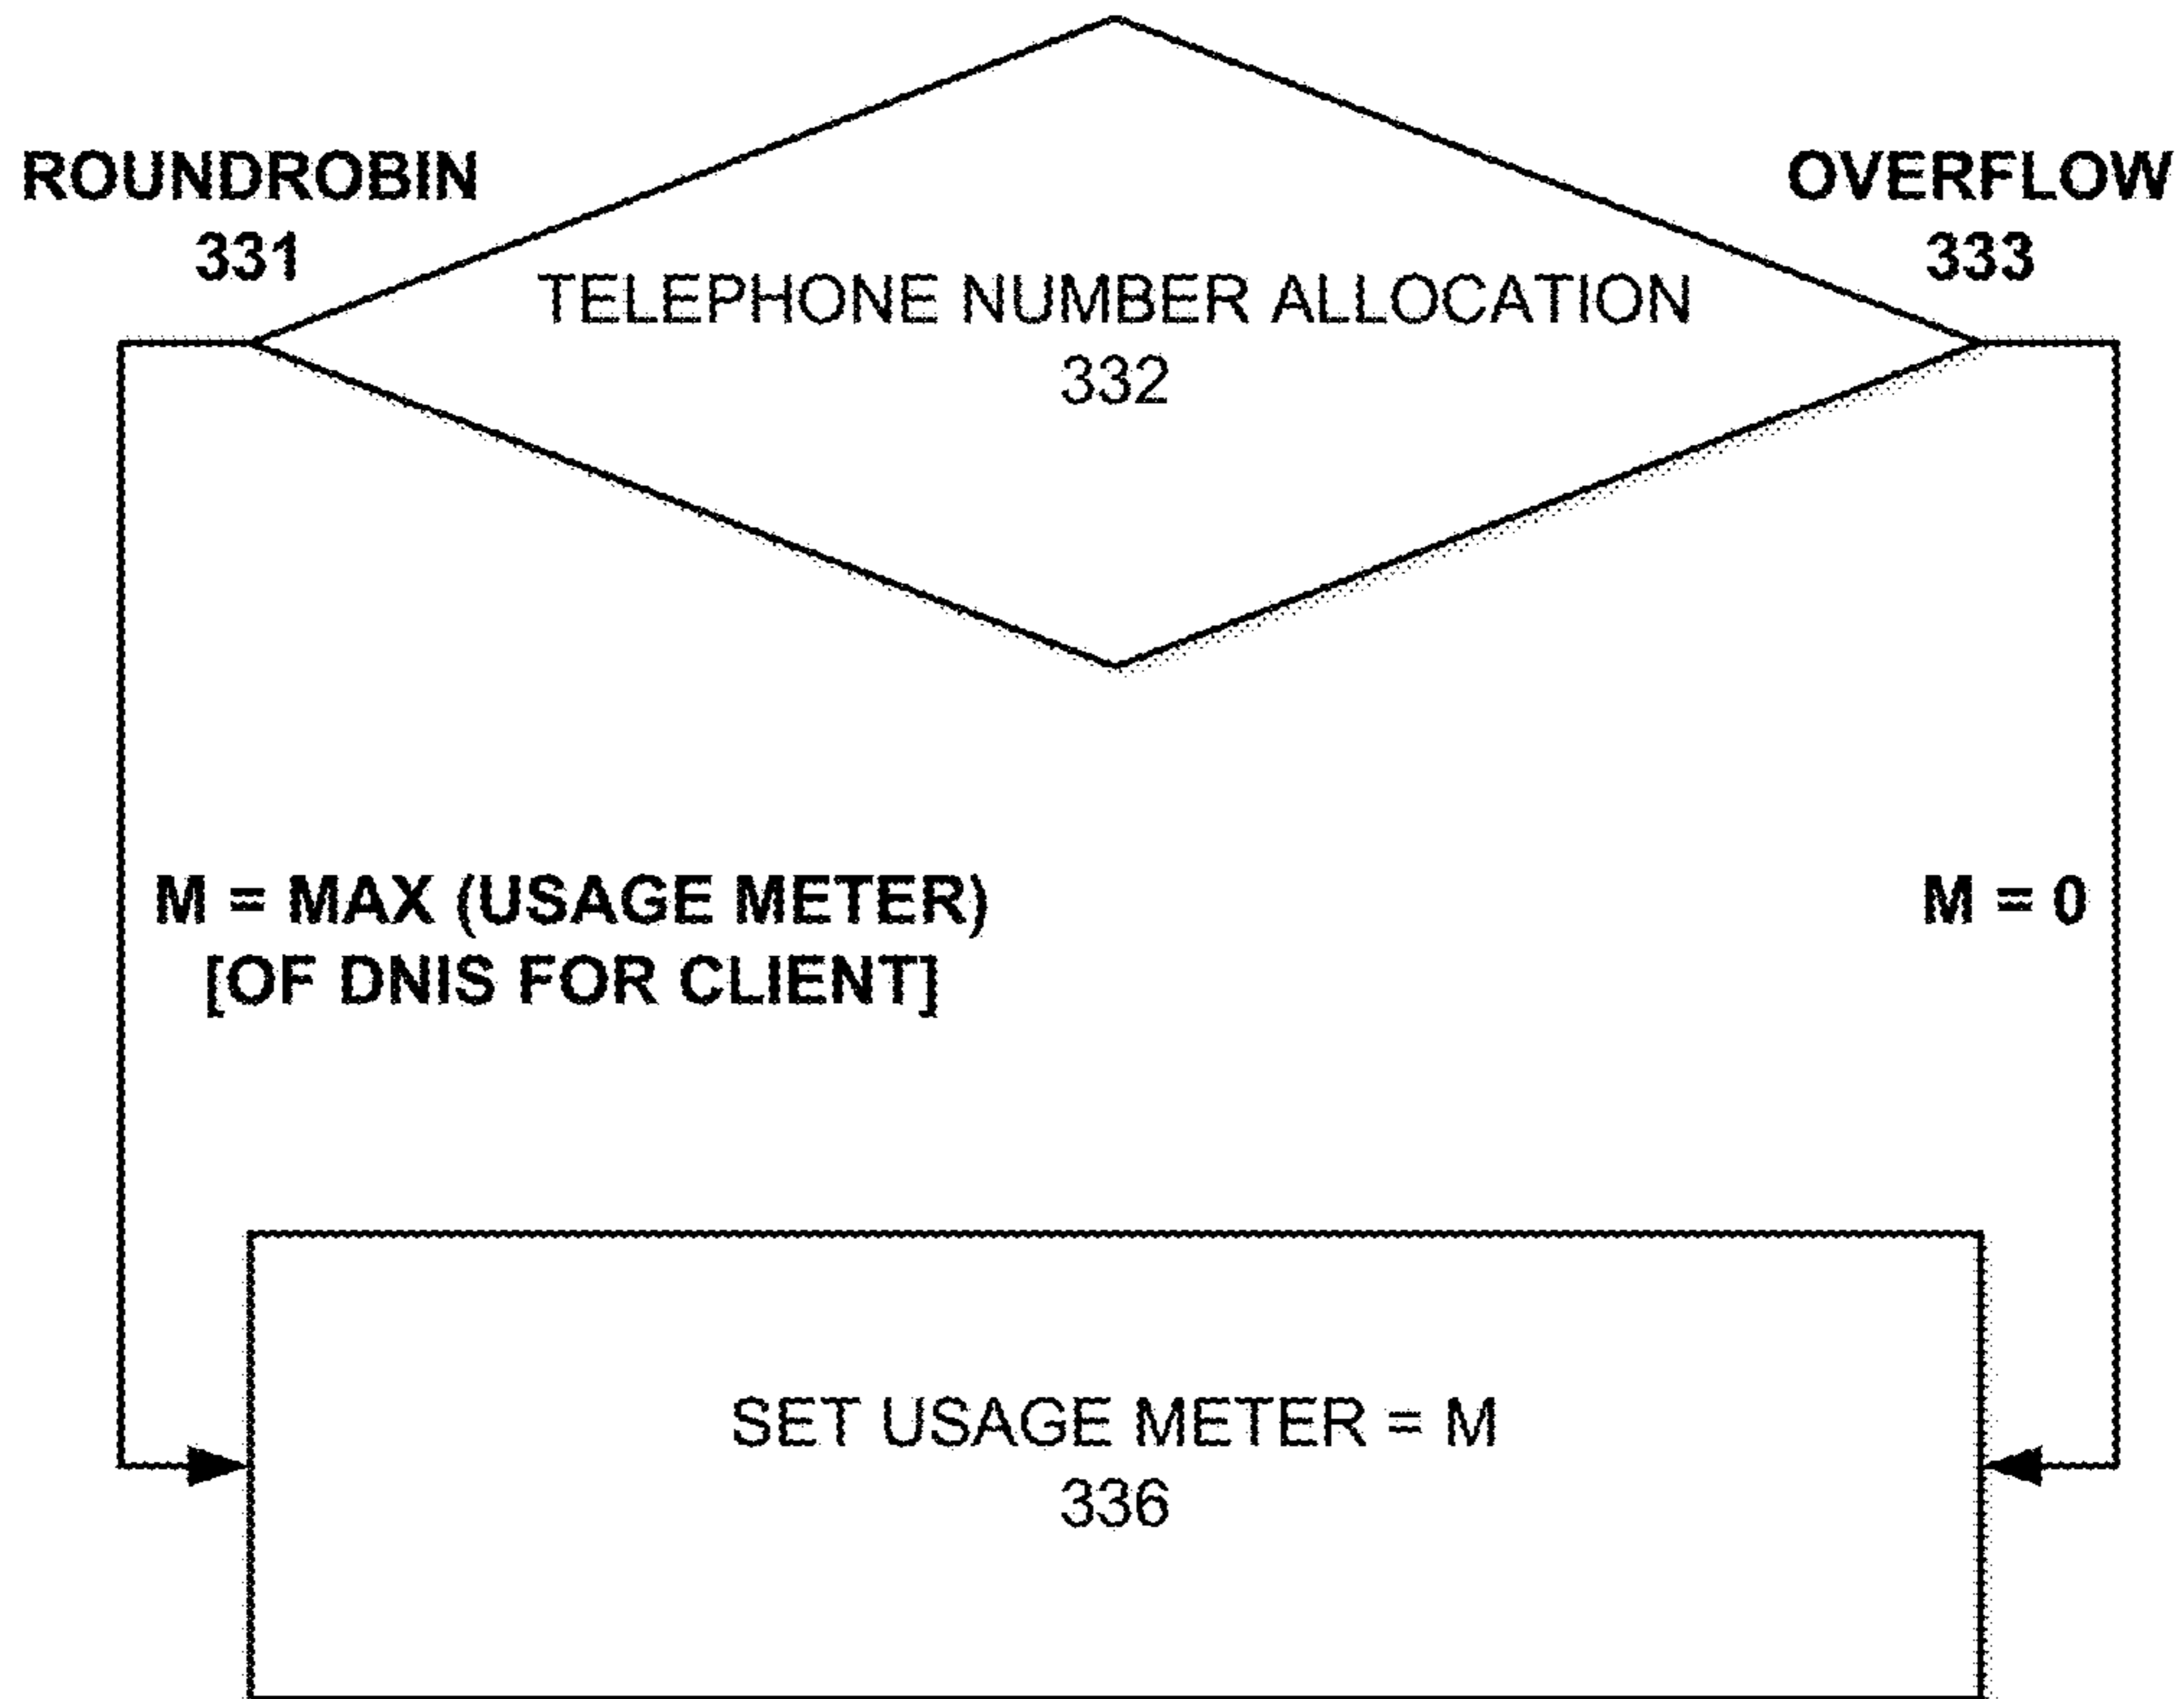 ROUNDROBIN
331
OVERFLOW
333
TELEPHONE NUMBER ALLOCATION
332
M = MAX (USAGE METER)
[OF DNIS FOR CLIENT]
M = 0
SET USAGE METER = M
336